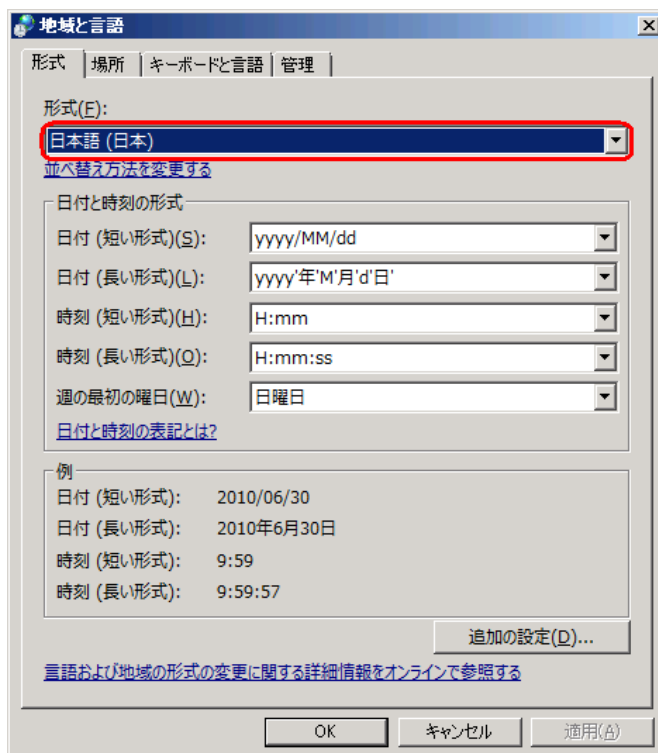 地域と言語
形式 場所 キーボードと言語 管理
形式(F):
日本語 (日本)
並べ替え方法を変更する
日付と時刻の形式
日付 (短い形式)(S): yyyy/MM/dd
日付 (長い形式)(L): yyyy'年'M'月'd'日'
時刻 (短い形式)(H): H:mm
時刻 (長い形式)(O): H:mm:ss
週の最初の曜日(W): 日曜日
日付と時刻の表記とは?
例
日付 (短い形式): 2010/06/30
日付 (長い形式): 2010年6月30日
時刻 (短い形式): 9:59
時刻 (長い形式): 9:59:57
追加の設定(D)...
言語および地域の形式の変更に関する詳細情報をオンラインで参照する
OK キャンセル 適用(A)